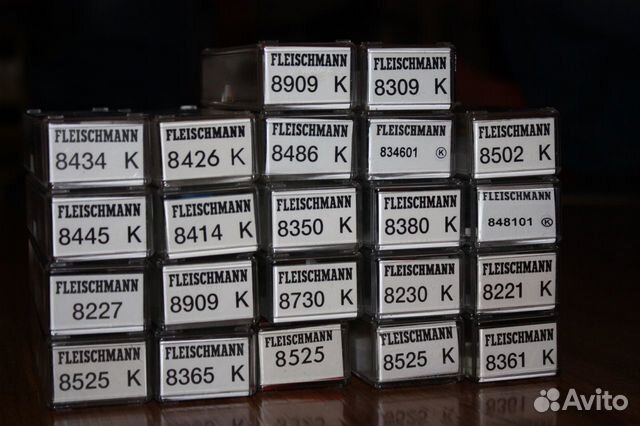 FLEISCHMANN FLEISCHMANN
8909 K 8309 K
FLEISCHMANN FLEISCHMANN FLEISCHMANN FLEISCHMANN FLEISCHMANN
8434 K 8426 K 8486 K 834601 Ⓚ 8502 K
FLEISCHMANN FLEISCHMANN FLEISCHMANN FLEISCHMANN FLEISCHMANN
8445 K 8414 K 8350 K 8380 K 848101 Ⓚ
FLEISCHMANN FLEISCHMANN FLEISCHMANN FLEISCHMANN FLEISCHMANN
8227 8909 K 8730 K 8230 K 8221 K
FLEISCHMANN FLEISCHMANN FLEISCHMANN FLEISCHMANN FLEISCHMANN
8525 K 8365 K 8525 8525 K 8361 K
Avito